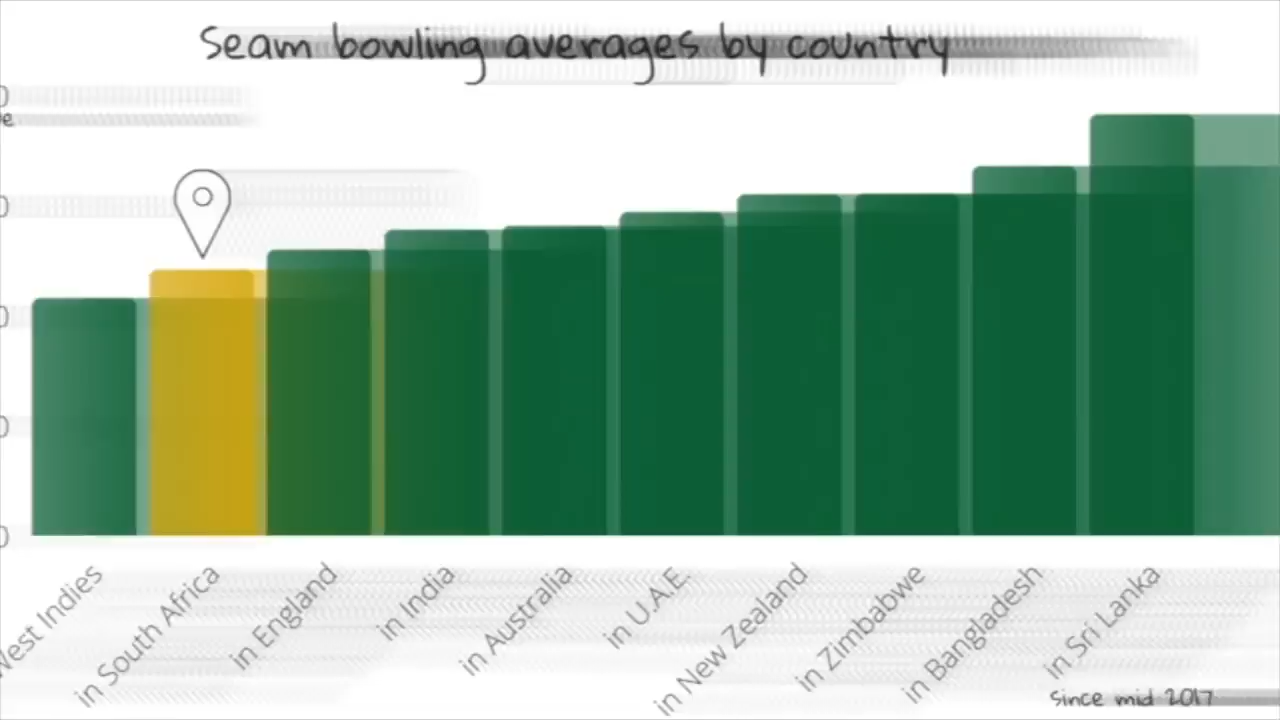 Seam bowling averages by country
West Indies
in South Africa
in England
in India
in Australia
in U.A.E.
in New Zealand
in Zimbabwe
in Bangladesh
in Sri Lanka
Since mid 2017